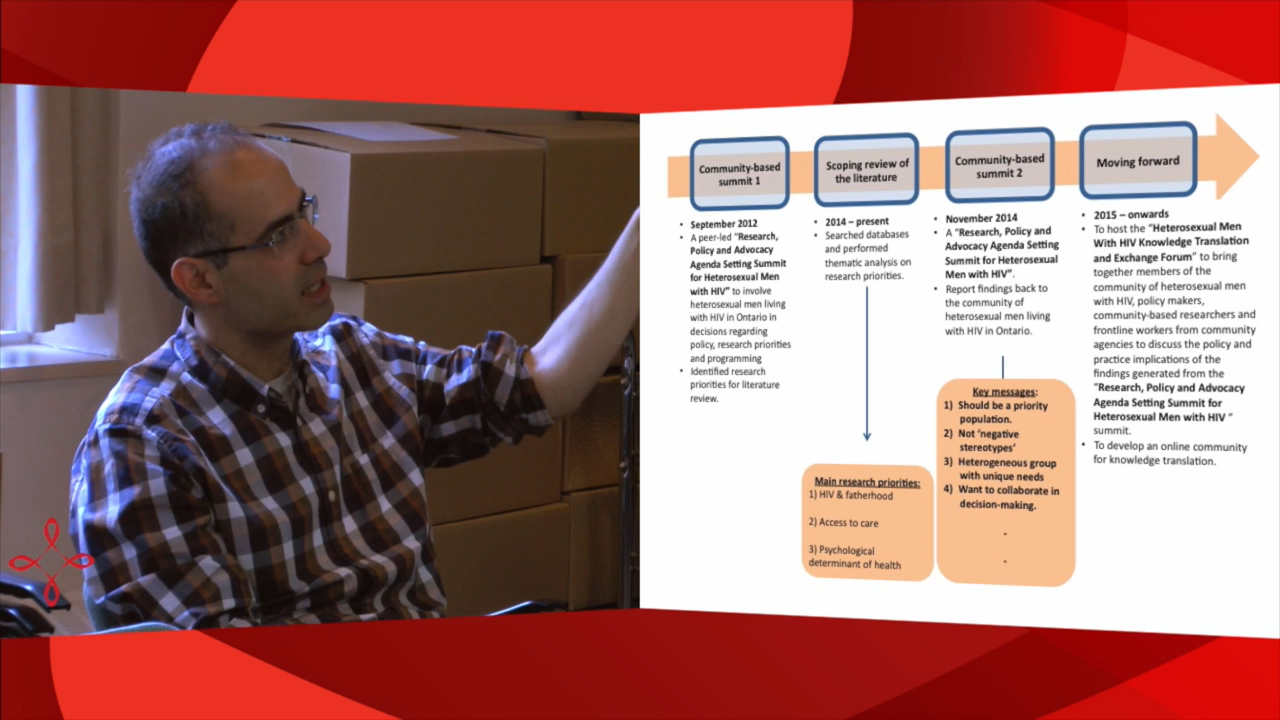 Community-based
summit 1
Scoping review of
the literature
Community-based
summit 2
Moving forward
• September 2012
• A peer-led “Research,
Policy and Advocacy
Agenda Setting Summit
for Heterosexual Men
with HIV” to involve
heterosexual men living
with HIV in Ontario in
decisions regarding
policy, research priorities
and programming
• Identified research
priorities for literature
review.
• 2014 – present
• Searched databases
and performed
thematic analysis on
research priorities.
Main research priorities:
1) HIV & fatherhood
2) Access to care
3) Psychological
determinant of health
• November 2014
• A “Research, Policy and
Advocacy Agenda Setting
Summit for Heterosexual
Men with HIV”.
• Report findings back to
the community of
heterosexual men living
with HIV in Ontario.
Key messages:
1) Should be a priority
population.
2) Not ‘negative
stereotypes’
3) Heterogeneous group
with unique needs
4) Want to collaborate in
decision-making.
-
-
• 2015 – onwards
• To host the “Heterosexual Men
With HIV Knowledge Translation
and Exchange Forum” to bring
together members of the
community of heterosexual men
with HIV, policy makers,
community-based researchers and
frontline workers from community
agencies to discuss the policy and
practice implications of the
findings generated from the
“Research, Policy and Advocacy
Agenda Setting Summit for
Heterosexual Men with HIV “
summit.
• To develop an online community
for knowledge translation.